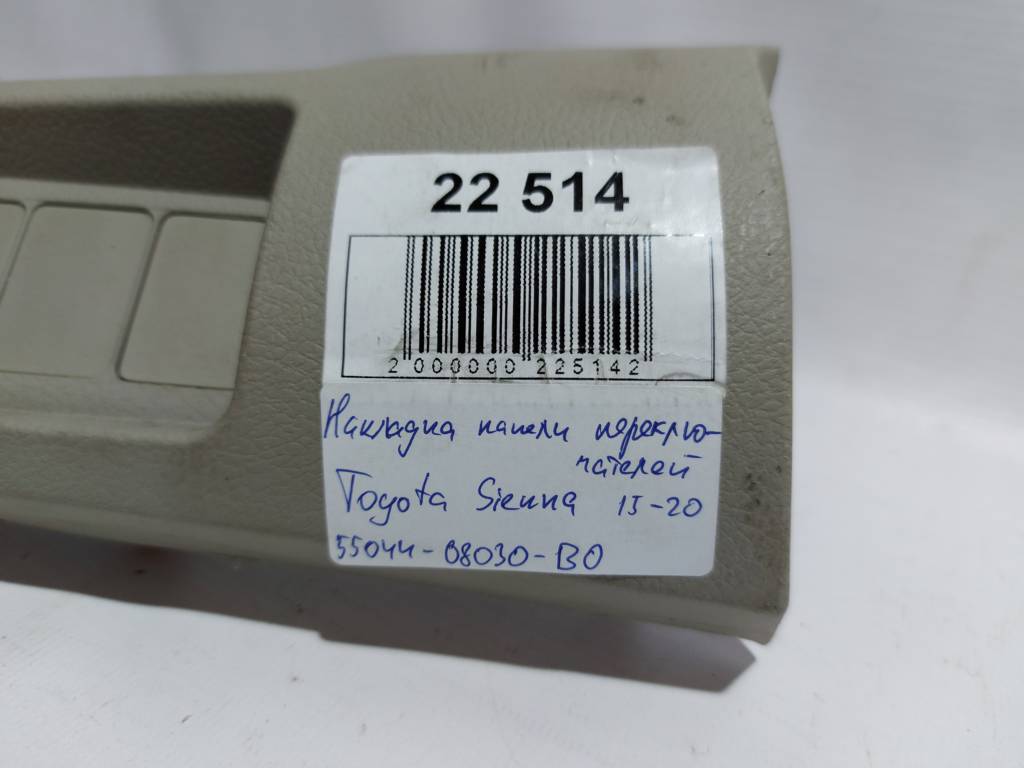 22 514
2 000000 225142
Накладка панели переклю-
чателей
Toyota Sienna 15-20
55044-08030-B0